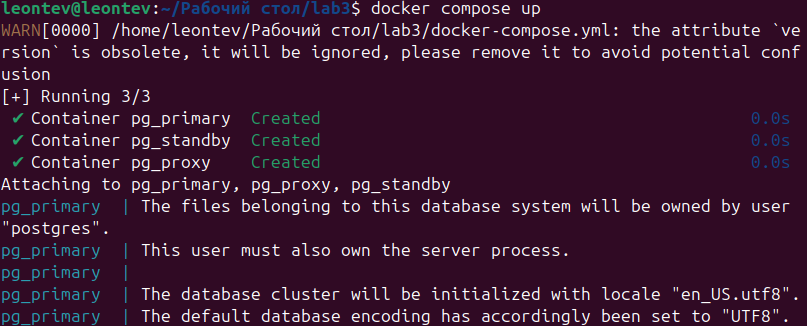 leontev@leontev:~/Рабочий стол/lab3$ docker compose up
WARN[0000] /home/leontev/Рабочий стол/lab3/docker-compose.yml: the attribute `ve
rsion` is obsolete, it will be ignored, please remove it to avoid potential conf
usion
[+] Running 3/3
✔ Container pg_primary  Created 0.0s
✔ Container pg_standby  Created 0.0s
✔ Container pg_proxy    Created 0.0s
Attaching to pg_primary, pg_proxy, pg_standby
pg_primary  | The files belonging to this database system will be owned by user
"postgres".
pg_primary  | This user must also own the server process.
pg_primary  |
pg_primary  | The database cluster will be initialized with locale "en_US.utf8".
pg_primary  | The default database encoding has accordingly been set to "UTF8".